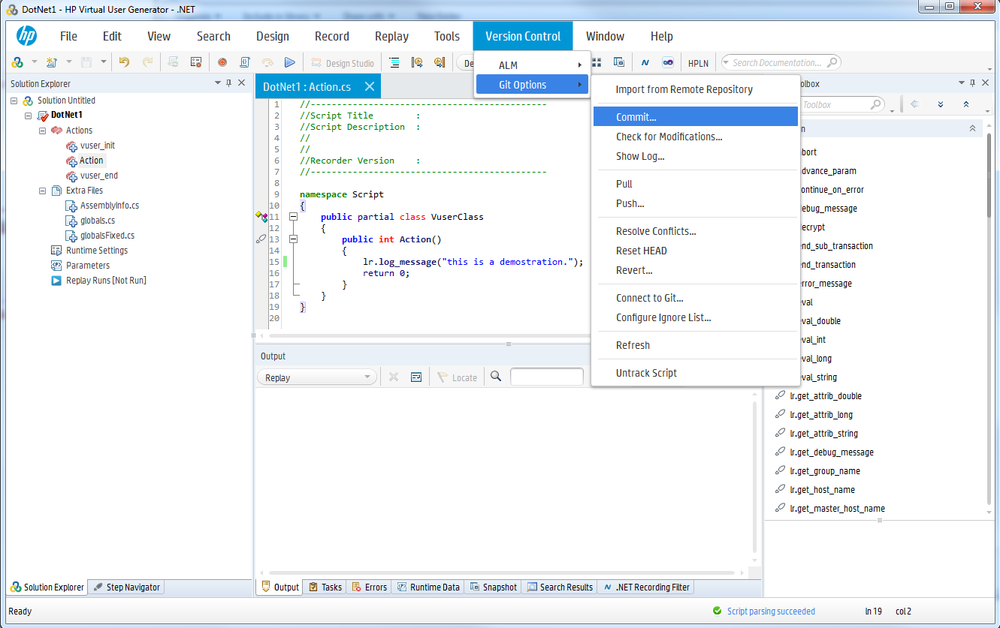 DotNet1 - HP Virtual User Generator - .NET
hp
File Edit View Search Design Record Replay Tools Version Control Window Help
Design Studio
De
HPLN
Search Documentation...
ALM
Git Options
Import from Remote Repository
Commit...
Check for Modifications...
Show Log...
Pull
Push...
Resolve Conflicts...
Reset HEAD
Revert...
Connect to Git...
Configure Ignore List...
Refresh
Untrack Script
Solution Explorer
Solution Untitled
DotNet1
Actions
vuser_init
Action
vuser_end
Extra Files
AssemblyInfo.cs
globals.cs
globalsFixed.cs
Runtime Settings
Parameters
Replay Runs [Not Run]
DotNet1 : Action.cs
1 //---------------------------------------------
2 //Script Title :
3 //Script Description :
4 //
5 //
6 //Recorder Version :
7 //---------------------------------------------
8
9 namespace Script
10 {
11 public partial class VuserClass
12 {
13 public int Action()
14 {
15 lr.log_message("this is a demostration.");
16 return 0;
17 }
18 }
19 }
20
Output
Replay
Locate
olbox
Toolbox
n
bort
dvance_param
ontinue_on_error
ebug_message
ecrypt
nd_sub_transaction
nd_transaction
rror_message
val
val_double
val_int
val_long
val_string
lr.get_attrib_double
lr.get_attrib_long
lr.get_attrib_string
lr.get_debug_message
lr.get_group_name
lr.get_host_name
lr.get_master_host_name
Solution Explorer Step Navigator
Output Tasks Errors Runtime Data Snapshot Search Results .NET Recording Filter
Ready
Script parsing succeeded
ln 19 col 2